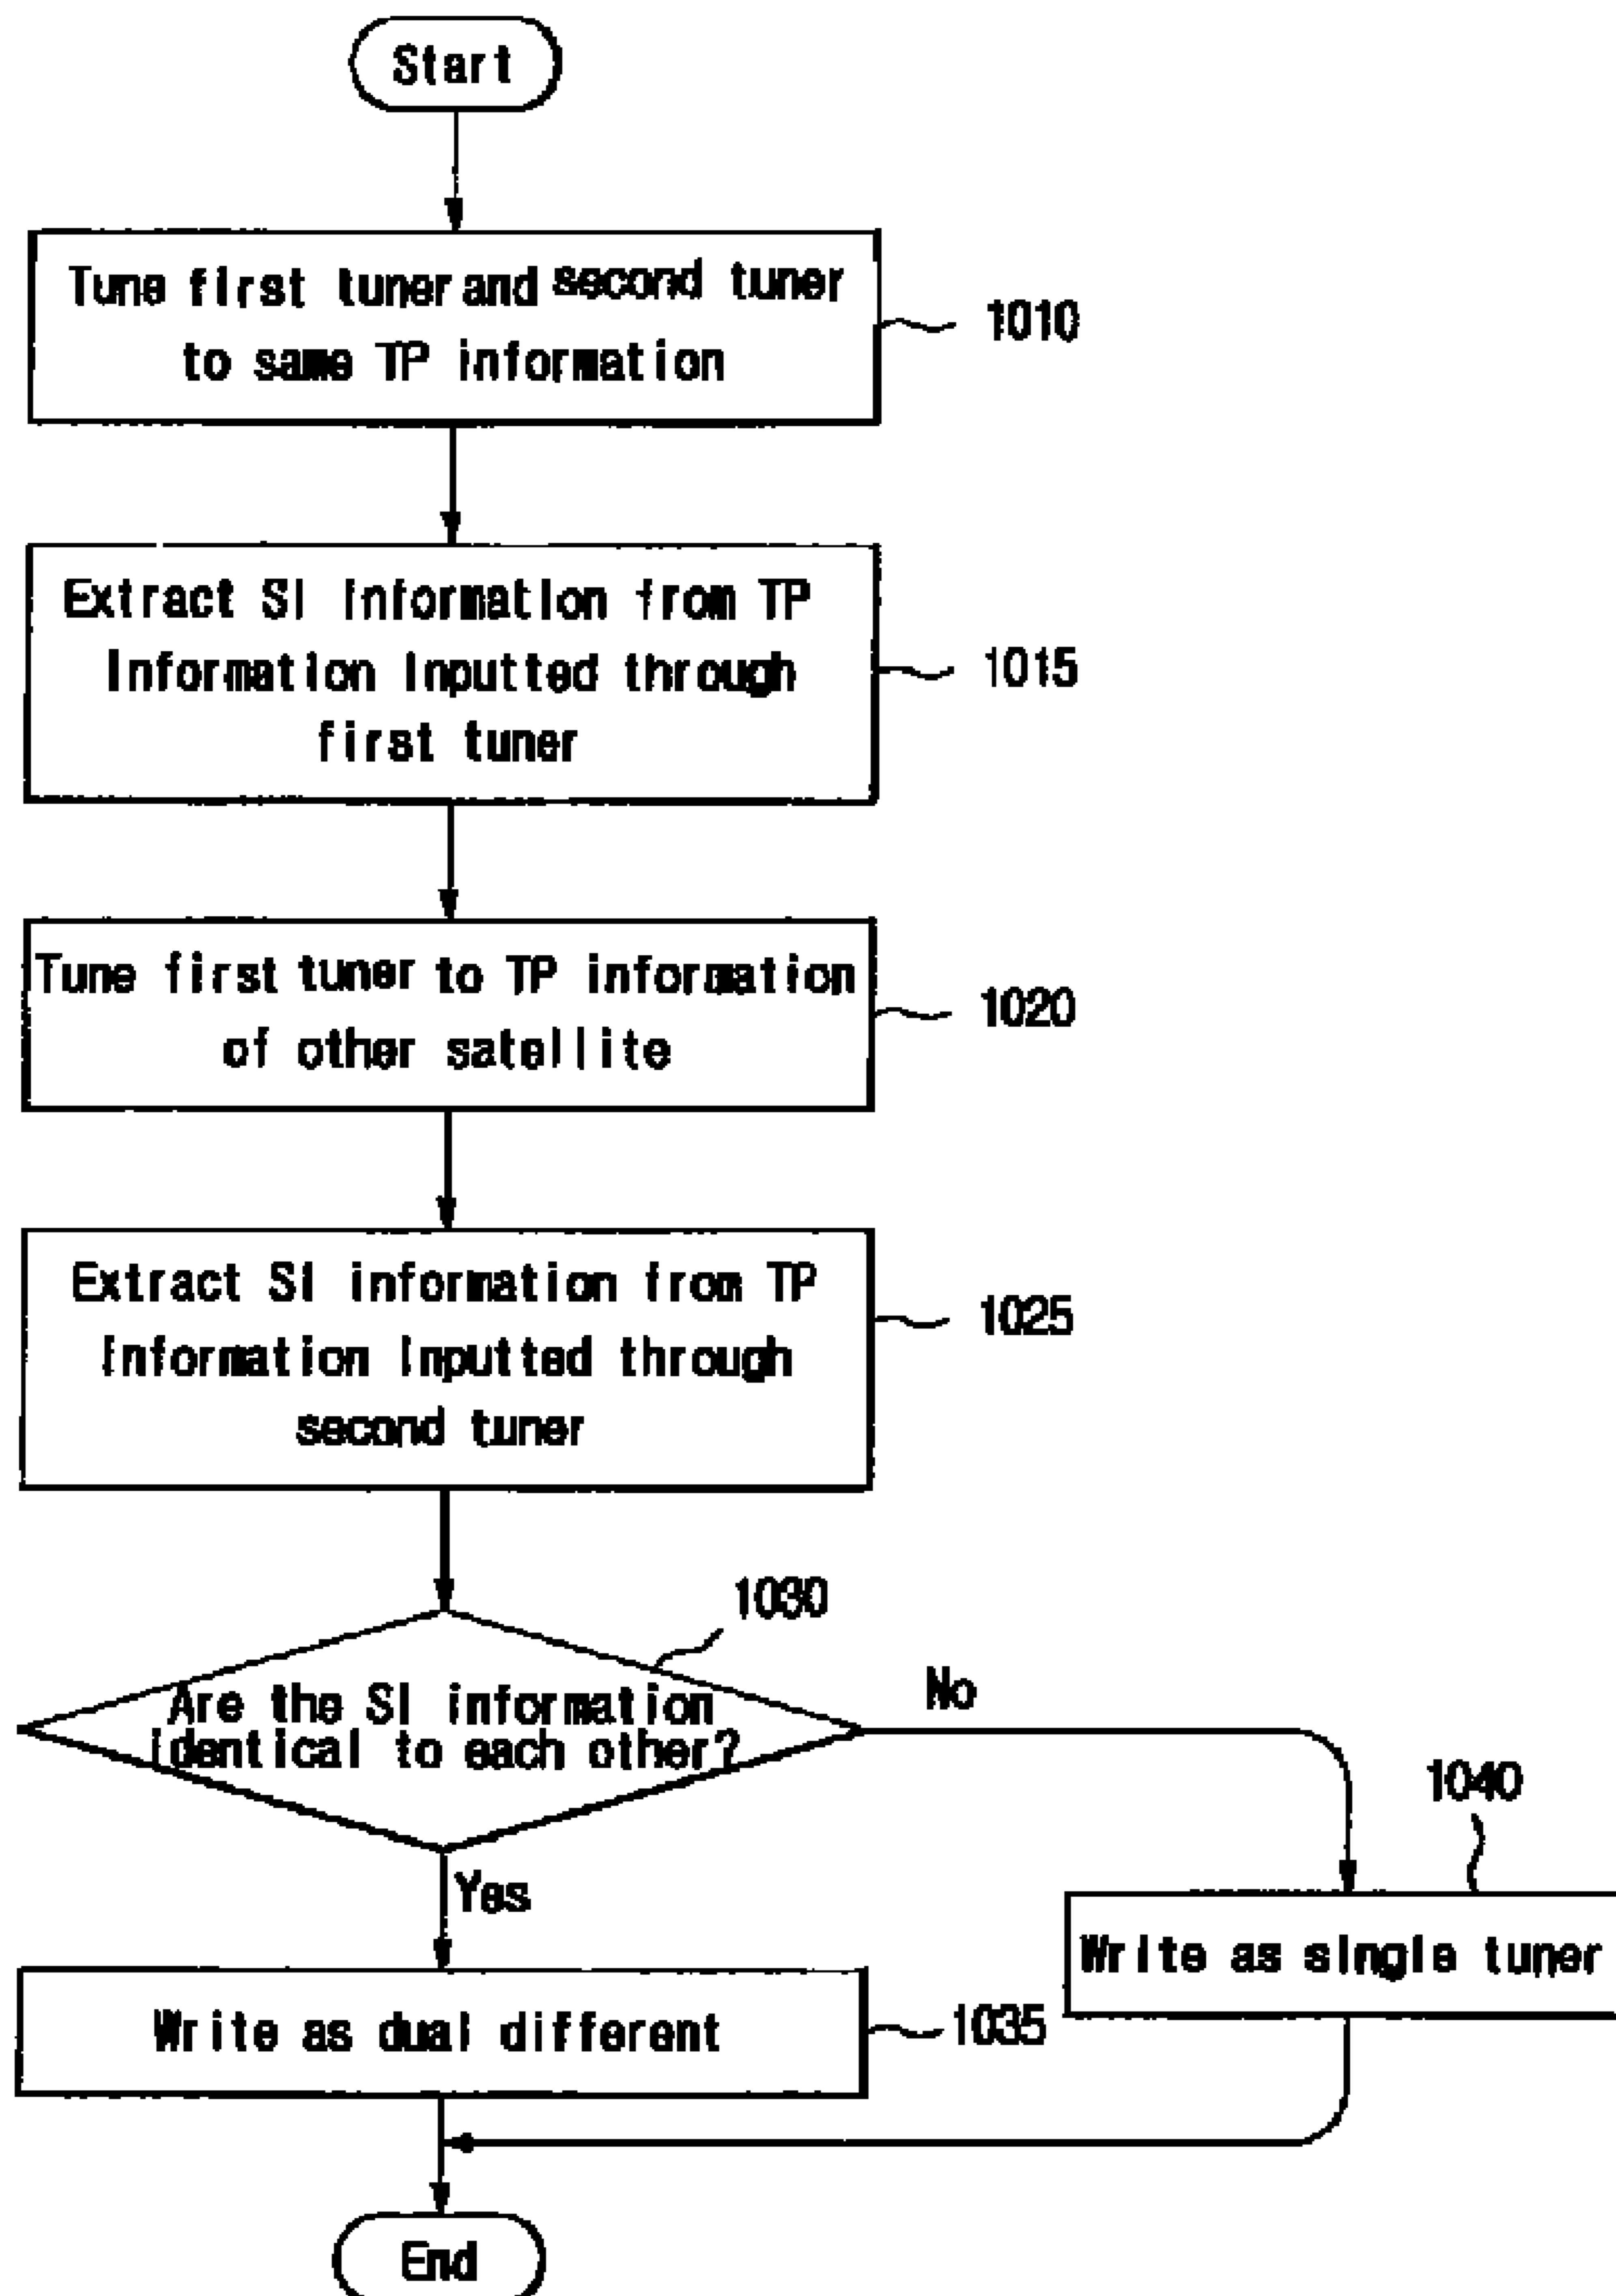 Start
Tune first tuner and second tuner
to same TP information
1010
Extract SI information from TP
information inputted through
first tuner
1015
Tune first tuner to TP information
of other satellite
1020
Extract SI information from TP
information inputted through
second tuner
1025
1030
Are the SI information
identical to each other?
No
Yes
1040
Write as single tuner
Write as dual different
1035
End